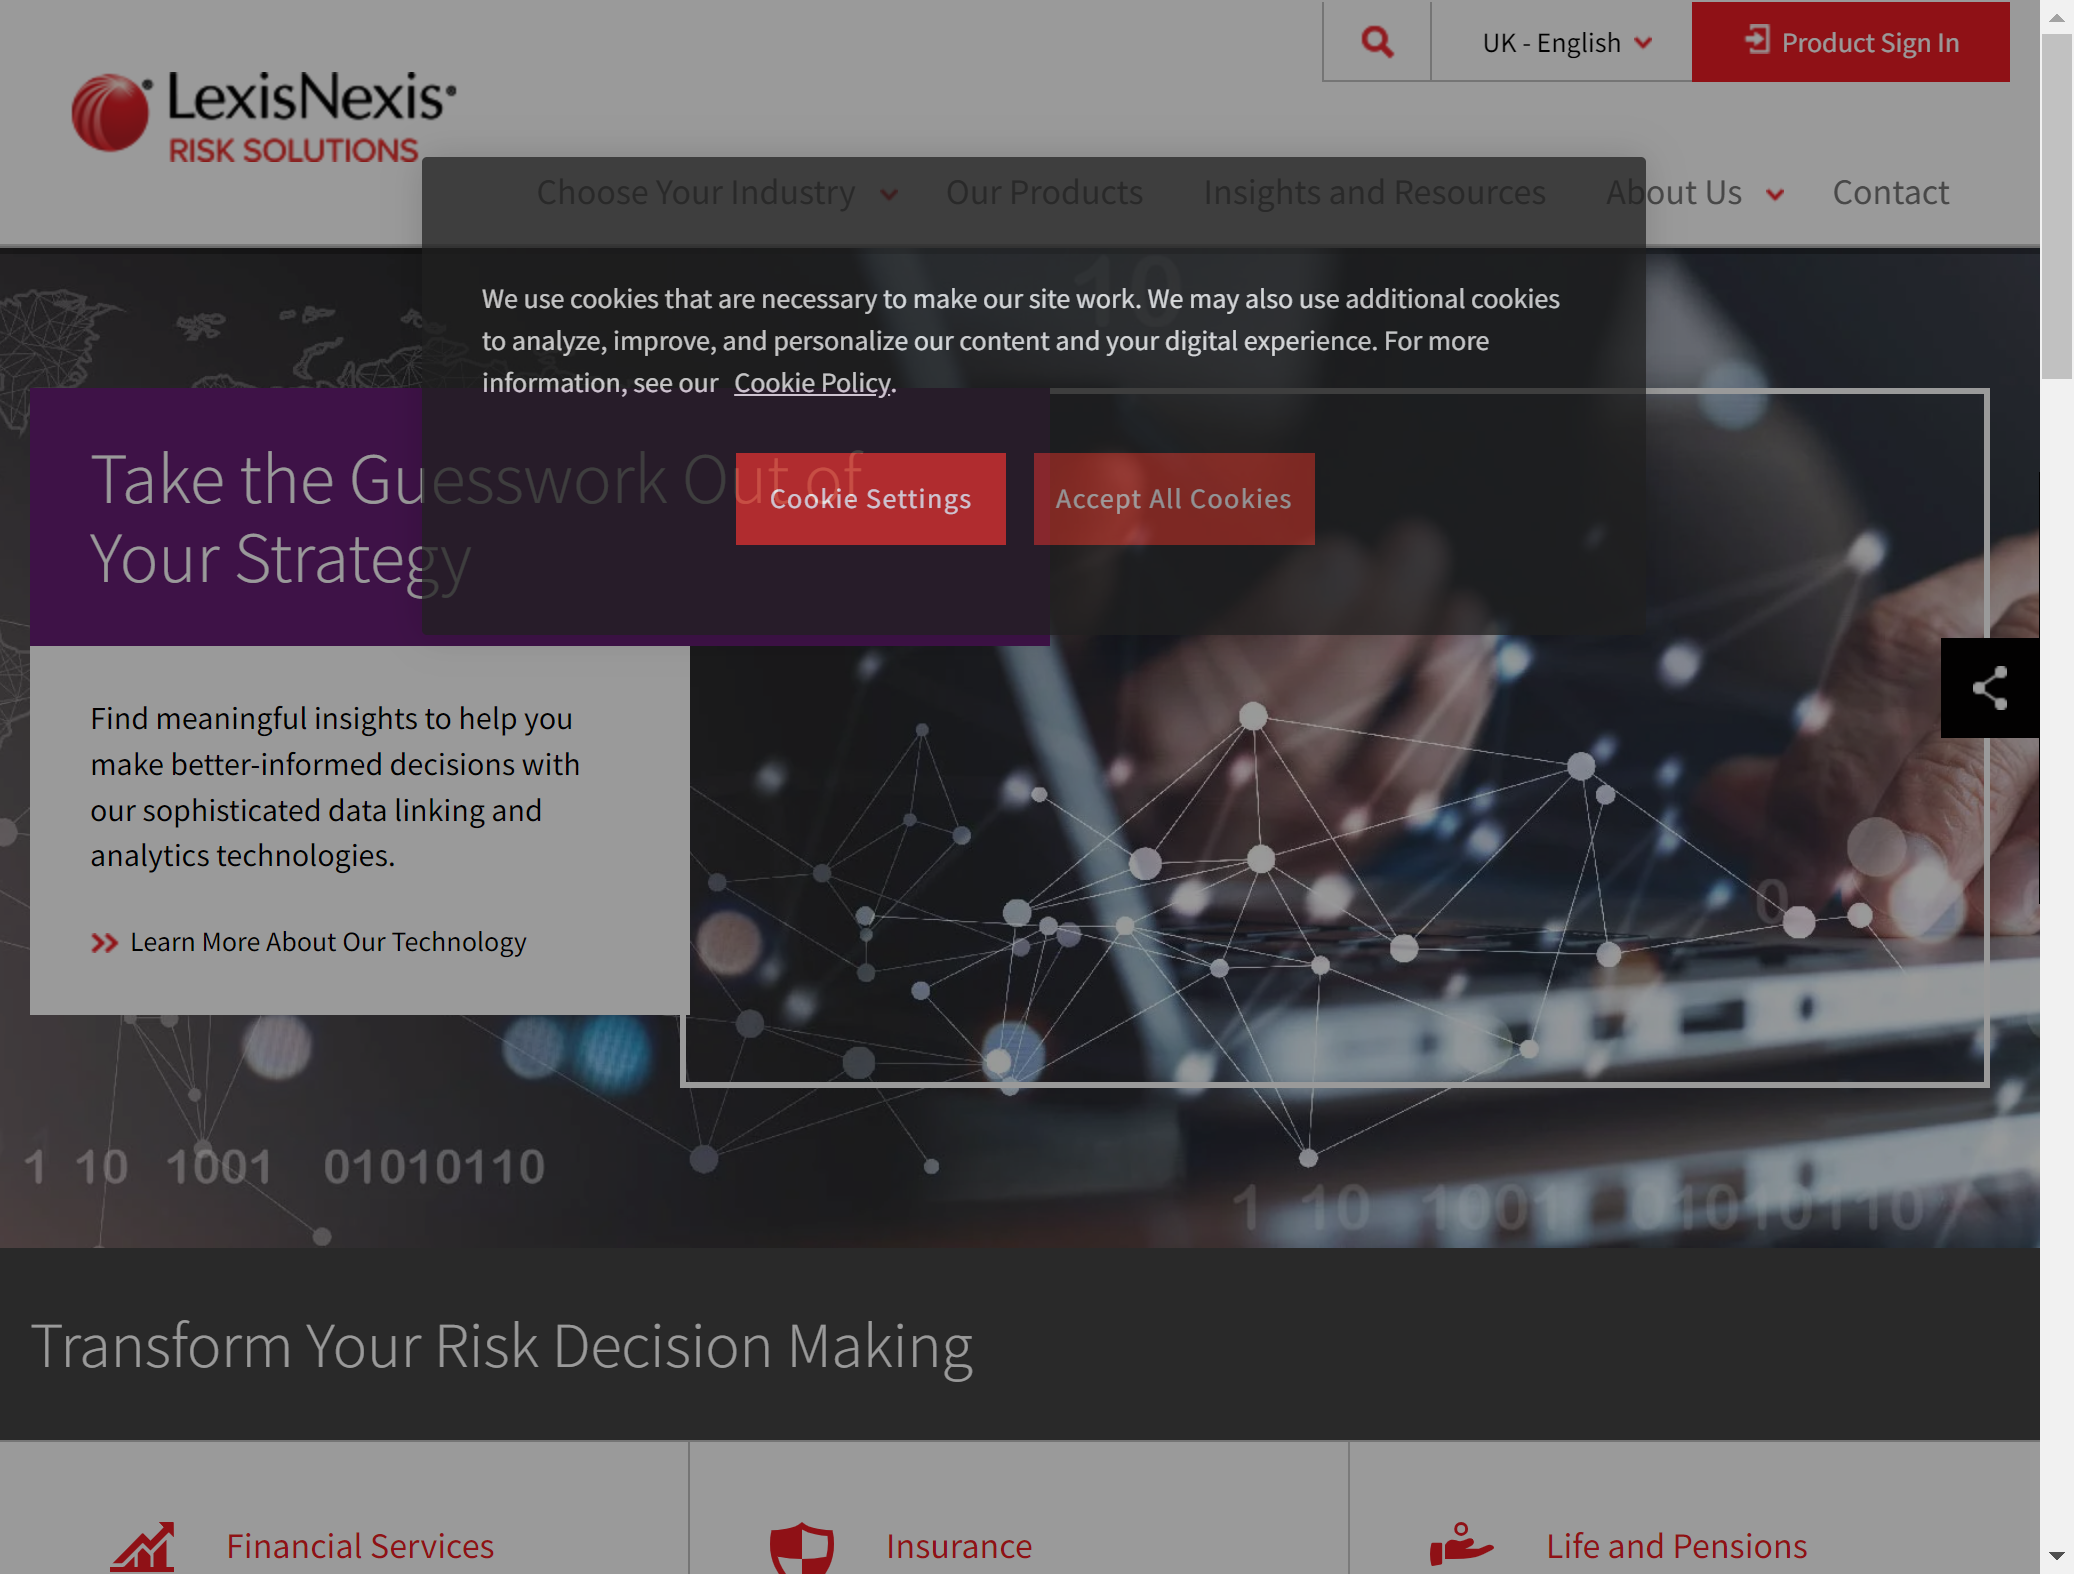 UK - English
Product Sign In
LexisNexis
RISK SOLUTIONS
Choose Your Industry
Our Products
Insights and Resources
About Us
Contact
10
We use cookies that are necessary to make our site work. We may also use additional cookies
to analyze, improve, and personalize our content and your digital experience. For more
information, see our Cookie Policy.
Take the Guesswork Out of
Your Strategy
Cookie Settings
Accept All Cookies
Find meaningful insights to help you
make better-informed decisions with
our sophisticated data linking and
analytics technologies.
Learn More About Our Technology
0
1 10 1001 01010110
1 10 1001 01010110
Transform Your Risk Decision Making
Financial Services
Insurance
Life and Pensions